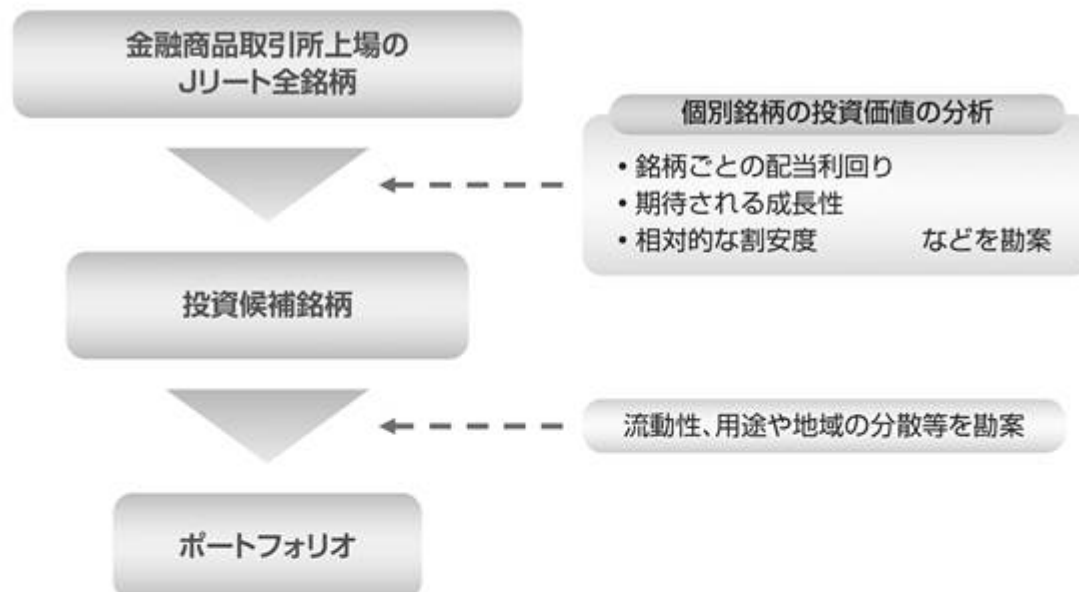 金融商品取引所上場の
Jリート全銘柄
個別銘柄の投資価値の分析
・銘柄ごとの配当利回り
・期待される成長性
・相対的な割安度 などを勘案
投資候補銘柄
流動性、用途や地域の分散等を勘案
ポートフォリオ